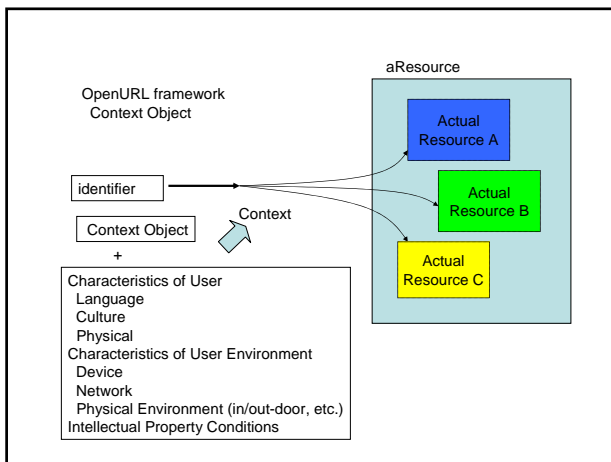 aResource
OpenURL framework
Context Object
Actual
Resource A
identifier
Actual
Resource B
Context
Context Object
+
Actual
Resource C
Characteristics of User
Language
Culture
Physical
Characteristics of User Environment
Device
Network
Physical Environment (in/out-door, etc.)
Intellectual Property Conditions